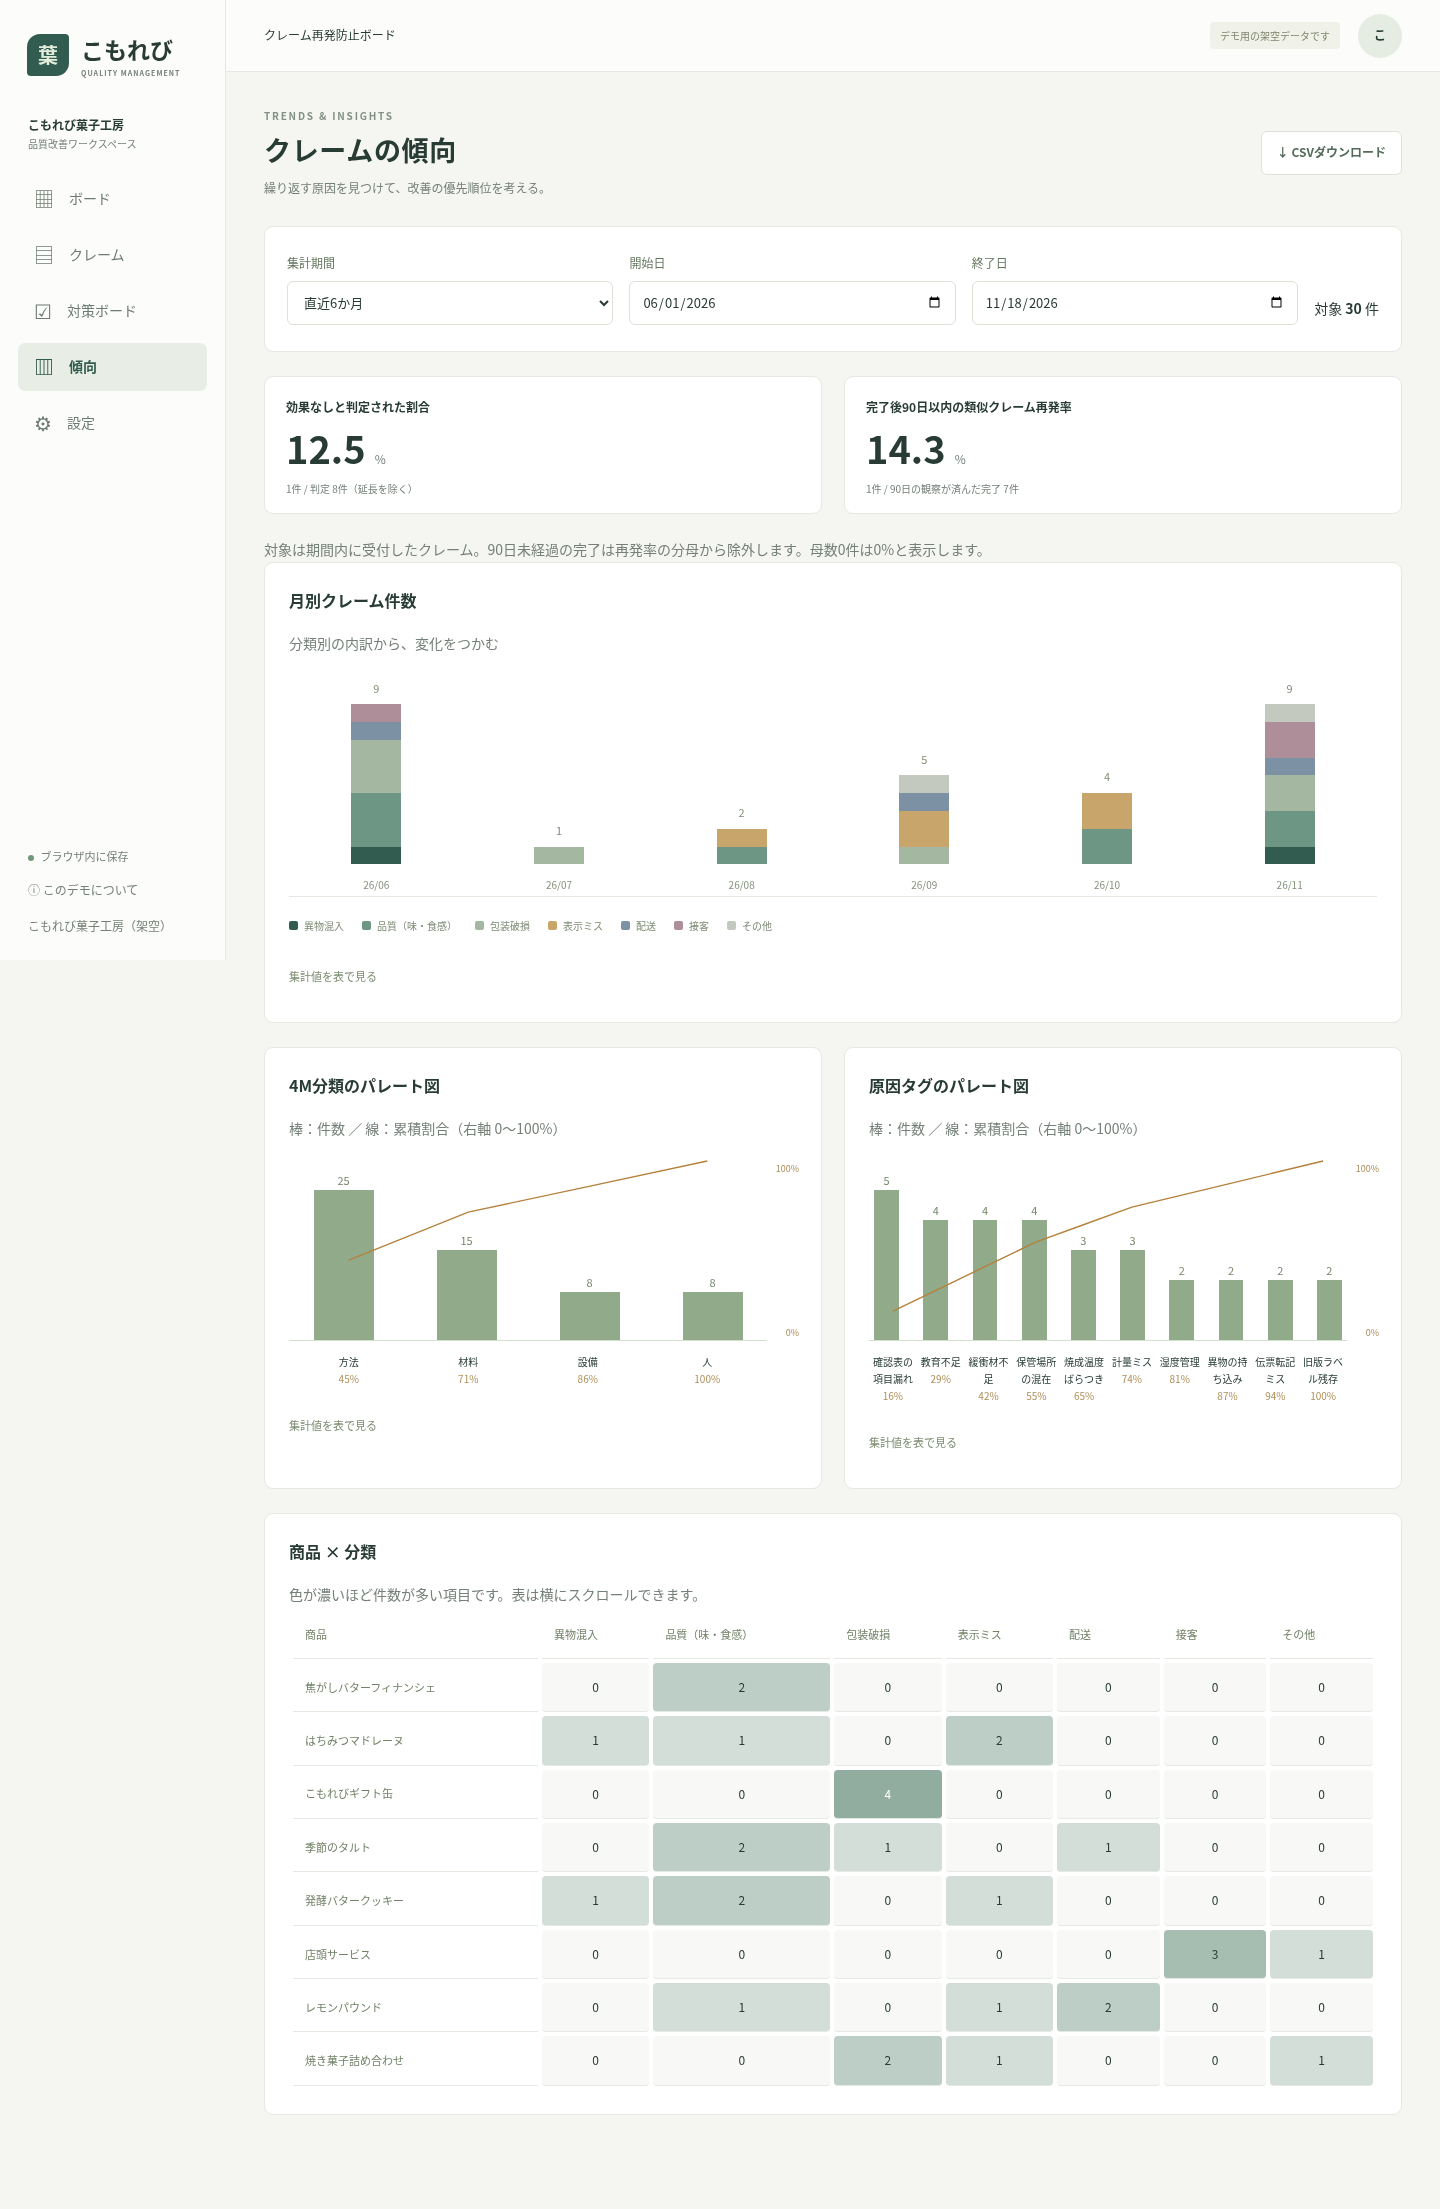 葉 こもれび
QUALITY MANAGEMENT
こもれび菓子工房
品質改善ワークスペース
ボード
クレーム
対策ボード
傾向
設定
ブラウザ内に保存
ⓘ このデモについて
こもれび菓子工房（架空）
クレーム再発防止ボード
デモ用の架空データです
こ
TRENDS & INSIGHTS
クレームの傾向
繰り返す原因を見つけて、改善の優先順位を考える。
↓ CSVダウンロード
集計期間
直近6か月
開始日
06/01/2026
終了日
11/18/2026
対象 30 件
効果なしと判定された割合
12.5 %
1件 / 判定 8件（延長を除く）
完了後90日以内の類似クレーム再発率
14.3 %
1件 / 90日の観察が済んだ完了 7件
対象は期間内に受付したクレーム。90日未経過の完了は再発率の分母から除外します。母数0件は0%と表示します。
月別クレーム件数
分類別の内訳から、変化をつかむ
9 1 2 5 4 9
26/06 26/07 26/08 26/09 26/10 26/11
異物混入 品質（味・食感） 包装破損 表示ミス 配送 接客 その他
集計値を表で見る
4M分類のパレート図
棒：件数 ／ 線：累積割合（右軸 0〜100%）
100%
25 15 8 8
0%
方法 材料 設備 人
45% 71% 86% 100%
集計値を表で見る
原因タグのパレート図
棒：件数 ／ 線：累積割合（右軸 0〜100%）
100%
5 4 4 4 3 3 2 2 2 2
0%
確認表の項目漏れ 16%
教育不足 29%
緩衝材不足 42%
保管場所の混在 55%
焼成温度ばらつき 65%
計量ミス 74%
湿度管理 81%
異物の持ち込み 87%
伝票転記ミス 94%
旧版ラベル残存 100%
集計値を表で見る
商品 × 分類
色が濃いほど件数が多い項目です。表は横にスクロールできます。
商品 異物混入 品質（味・食感） 包装破損 表示ミス 配送 接客 その他
焦がしバターフィナンシェ 0 2 0 0 0 0 0
はちみつマドレーヌ 1 1 0 2 0 0 0
こもれびギフト缶 0 0 4 0 0 0 0
季節のタルト 0 2 1 0 1 0 0
発酵バタークッキー 1 2 0 1 0 0 0
店頭サービス 0 0 0 0 0 3 1
レモンパウンド 0 1 0 1 2 0 0
焼き菓子詰め合わせ 0 0 2 1 0 0 1